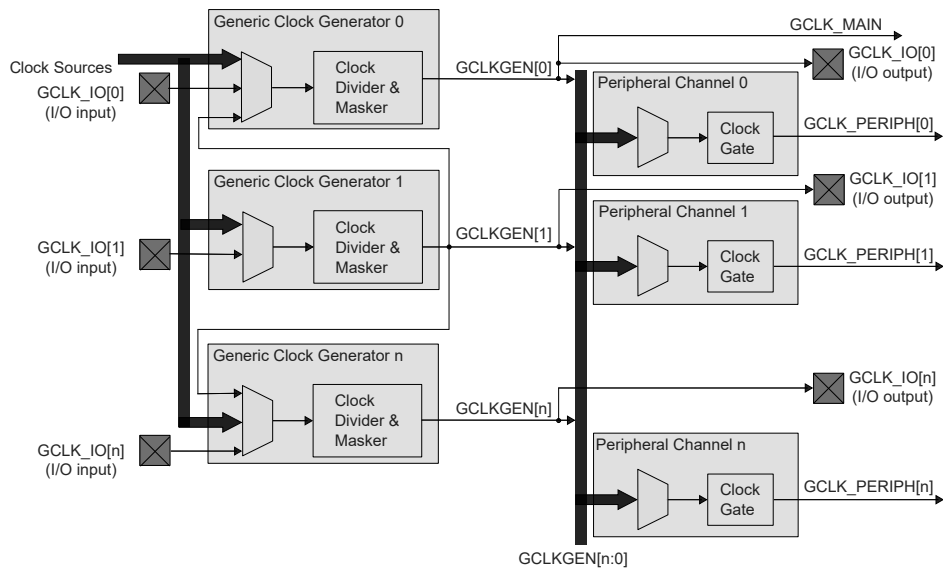 Generic Clock Generator 0
GCLK_MAIN
Clock Sources
GCLK_IO[0]
(I/O input)
Clock
Divider &
Masker
GCLKGEN[0]
GCLK_IO[0]
(I/O output)
Peripheral Channel 0
Clock
Gate
GCLK_PERIPH[0]
Generic Clock Generator 1
GCLK_IO[1]
(I/O input)
Clock
Divider &
Masker
GCLKGEN[1]
GCLK_IO[1]
(I/O output)
Peripheral Channel 1
Clock
Gate
GCLK_PERIPH[1]
Generic Clock Generator n
GCLK_IO[n]
(I/O input)
Clock
Divider &
Masker
GCLKGEN[n]
GCLK_IO[n]
(I/O output)
Peripheral Channel n
Clock
Gate
GCLK_PERIPH[n]
GCLKGEN[n:0]